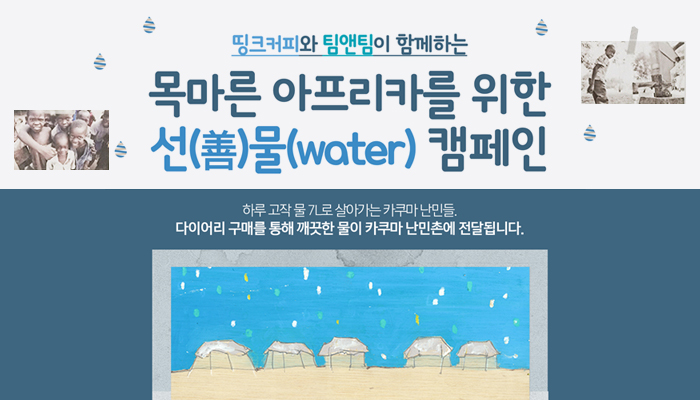 띵크커피와 팀앤팀이 함께하는
목마른 아프리카를 위한
선(善)물(water) 캠페인
하루 고작 물 7L로 살아가는 카쿠마 난민들.
다이어리 구매를 통해 깨끗한 물이 카쿠마 난민촌에 전달됩니다.